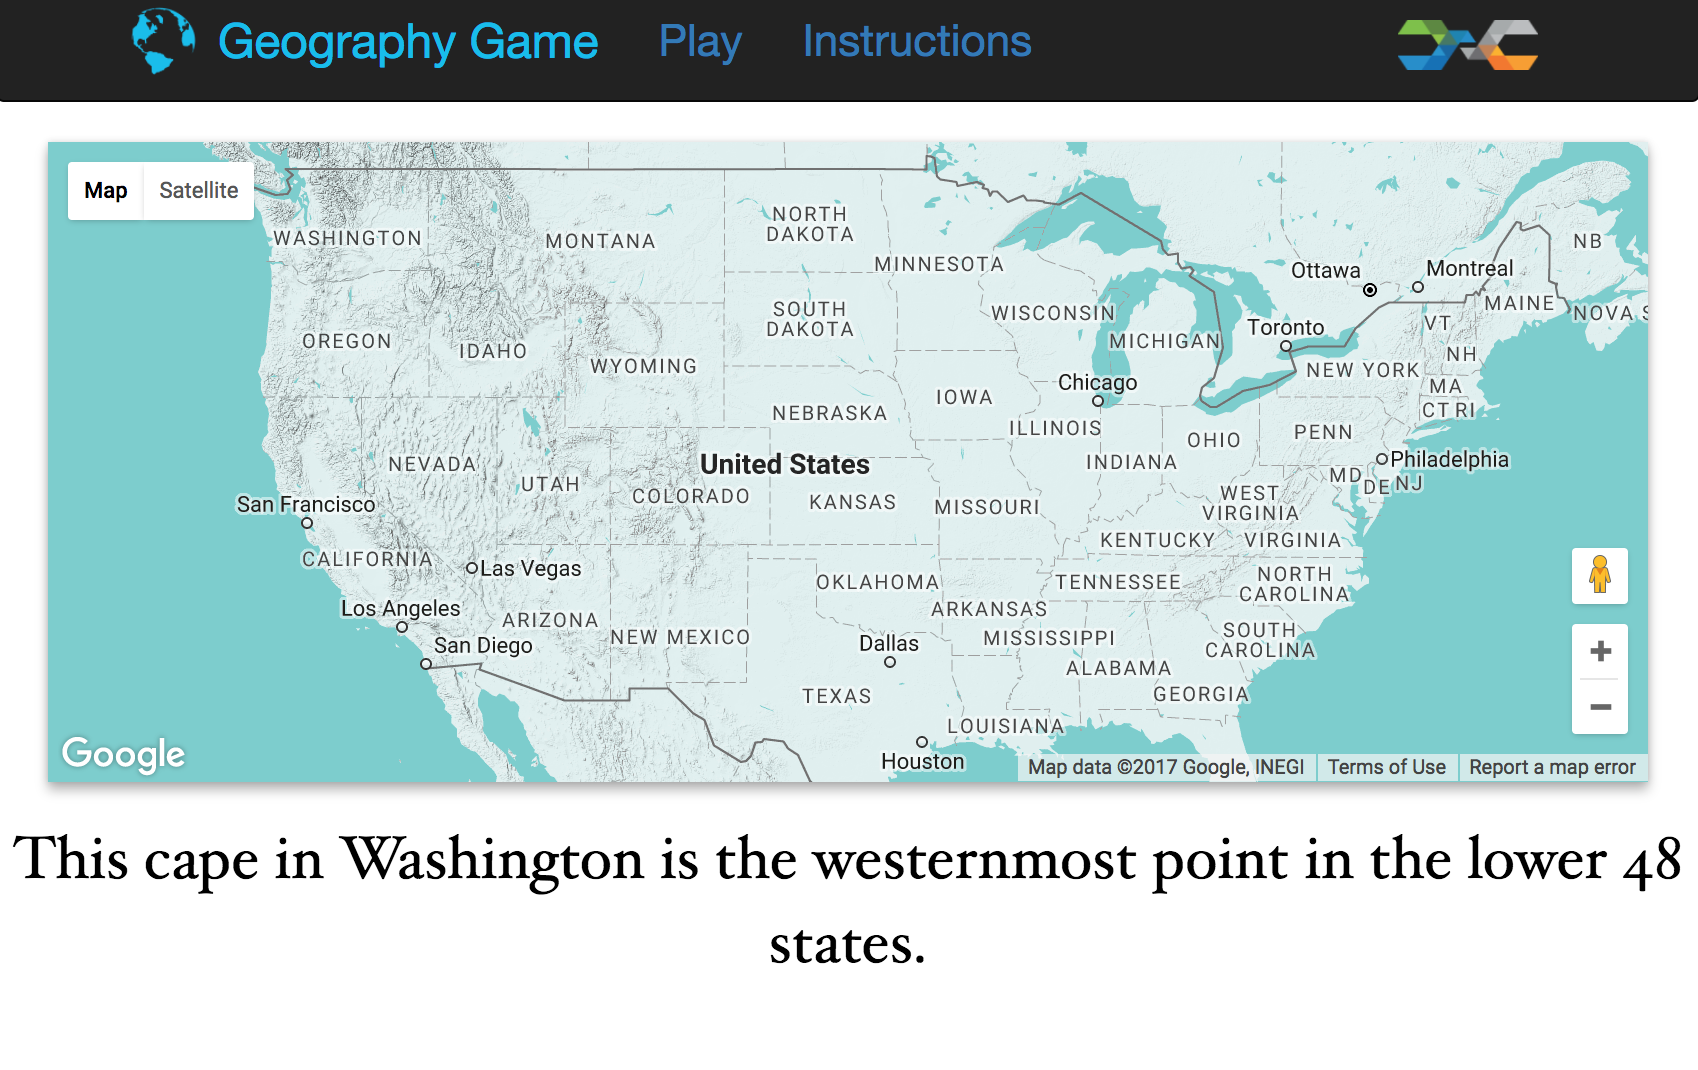 Geography Game Play Instructions
Map Satellite
NORTH
DAKOTA
WASHINGTON
MONTANA
MINNESOTA
NB
Ottawa
Montreal
SOUTH
DAKOTA
WISCONSIN
MAINE
NOVA S
VT
Toronto
OREGON
IDAHO
MICHIGAN
NH
WYOMING
NEW YORK
MA
Chicago
IOWA
CT RI
NEBRASKA
ILLINOIS
OHIO
PENN
Philadelphia
NEVADA
United States
INDIANA
MD
DE
NJ
UTAH
COLORADO
KANSAS
MISSOURI
WEST
VIRGINIA
San Francisco
KENTUCKY
VIRGINIA
CALIFORNIA
Las Vegas
OKLAHOMA
TENNESSEE
NORTH
CAROLINA
Los Angeles
ARIZONA
ARKANSAS
NEW MEXICO
Dallas
MISSISSIPPI
SOUTH
CAROLINA
San Diego
ALABAMA
TEXAS
GEORGIA
LOUISIANA
Houston
Google
Map data ©2017 Google, INEGI Terms of Use Report a map error
This cape in Washington is the westernmost point in the lower 48
states.